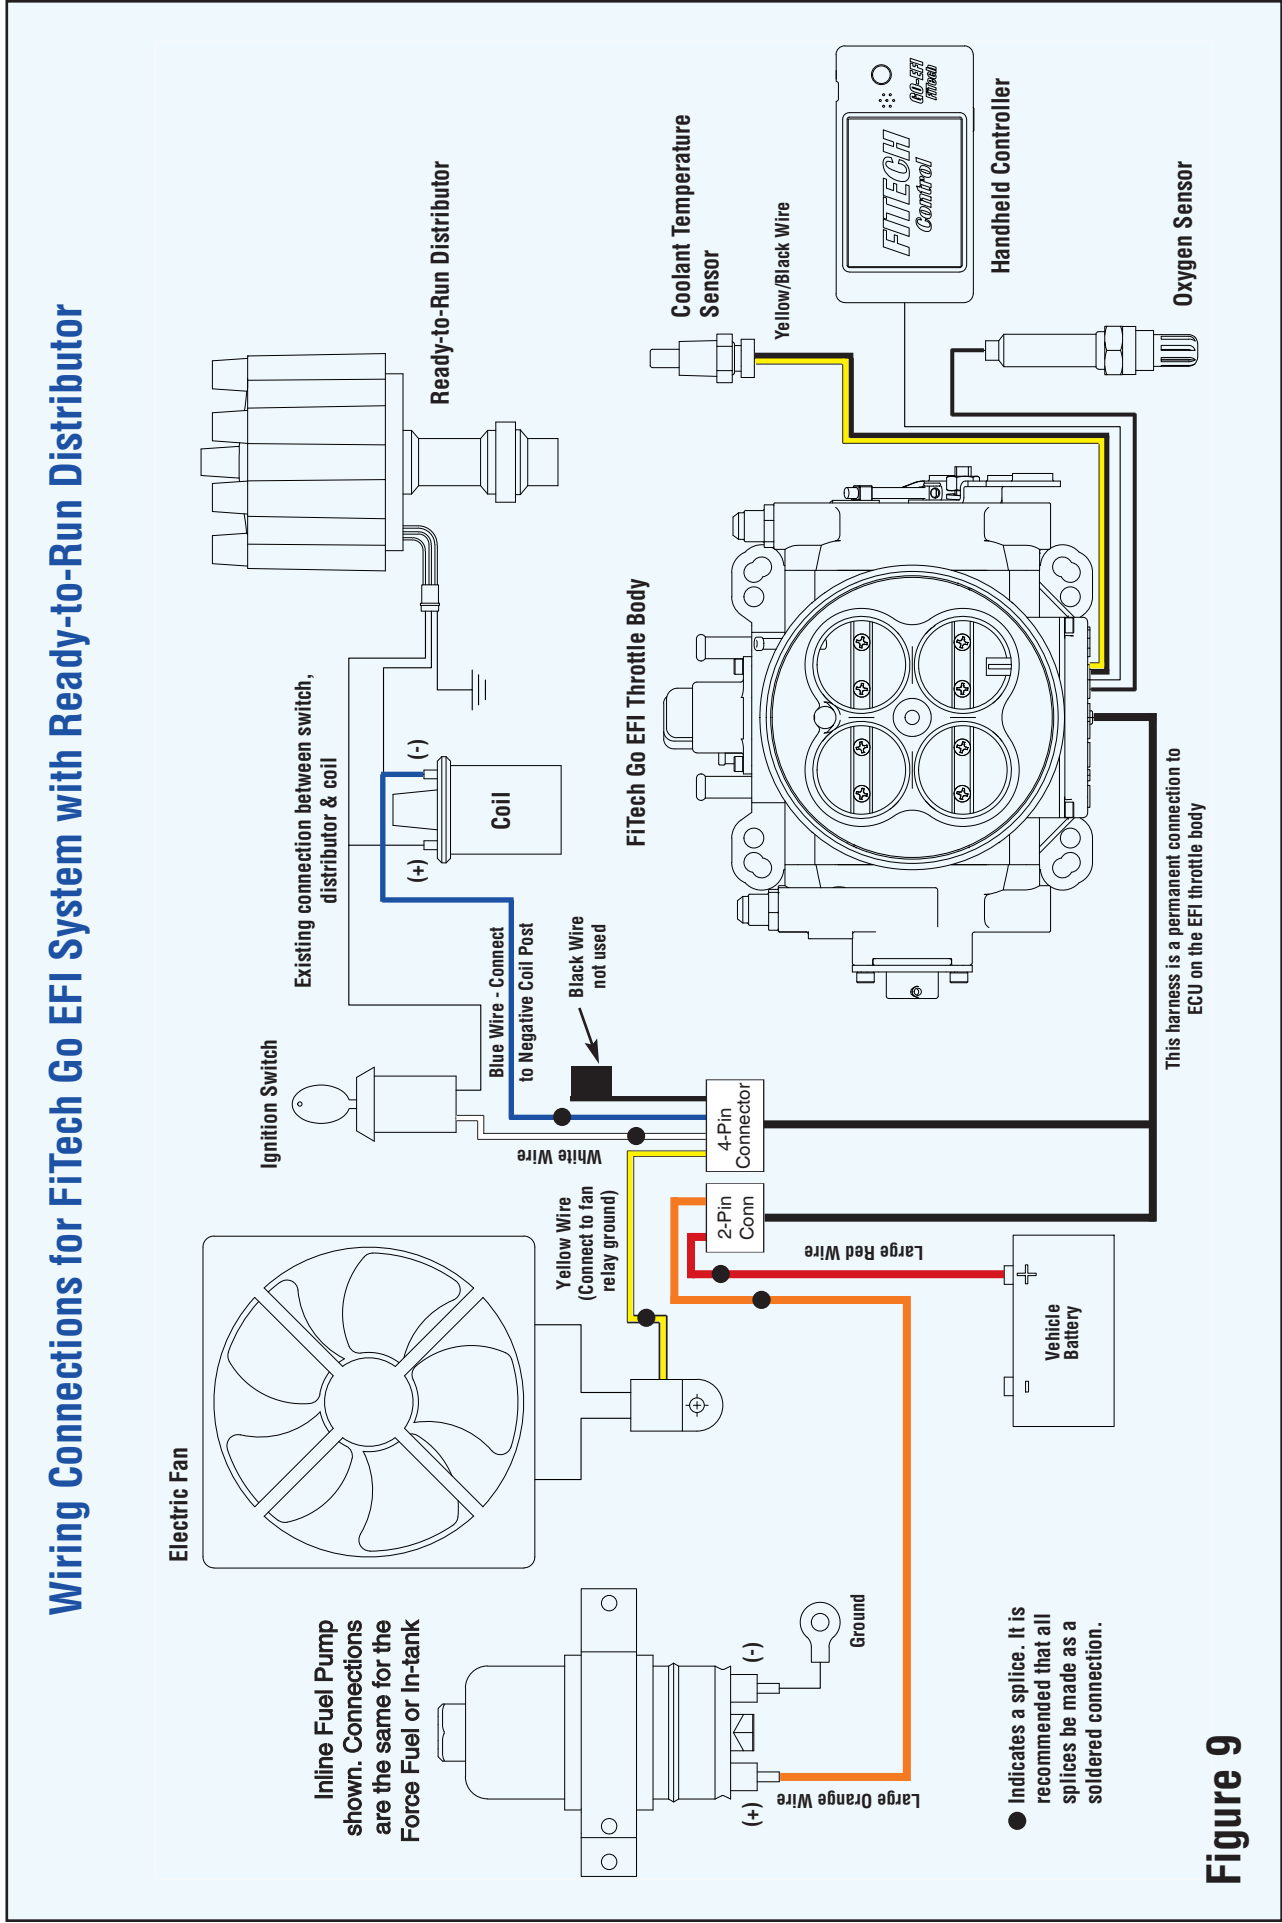 Wiring Connections for FiTech Go EFI System with Ready-to-Run Distributor
Inline Fuel Pump
shown. Connections
are the same for the
Force Fuel or In-tank
Electric Fan
Ignition Switch
Existing connection between switch,
distributor & coil
Ready-to-Run Distributor
(+)
(-)
Coil
Blue Wire - Connect
to Negative Coil Post
White Wire
Black Wire
not used
Yellow Wire
(Connect to fan
relay ground)
FiTech Go EFI Throttle Body
Coolant Temperature
Sensor
Yellow/Black Wire
GO-EFI
FiTech
FITECH
Control
Handheld Controller
Oxygen Sensor
2-Pin
Conn
4-Pin
Connector
Large Red Wire
This harness is a permanent connection to
ECU on the EFI throttle body
(+)
(-)
Large Orange Wire
Ground
-
+
Vehicle
Battery
Indicates a splice. It is
recommended that all
splices be made as a
soldered connection.
Figure 9